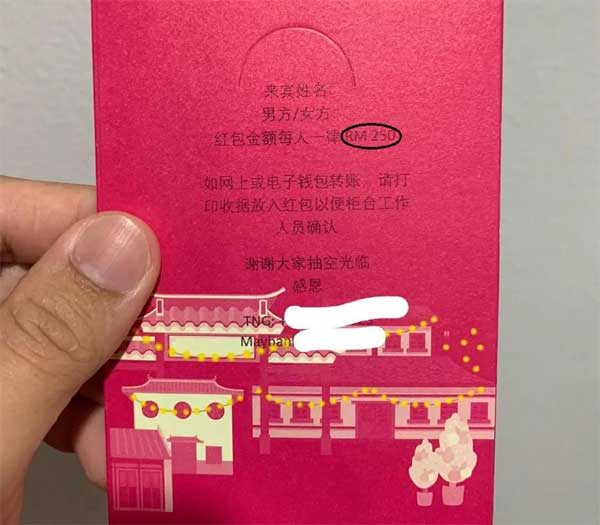 来宾姓名:
男方/女方
红包金额每人一律 RM 250
如网上或电子钱包转账，请打
印收据放入红包以便柜台工作
人员确认
谢谢大家抽空光临
感恩
TNG:
Mayban